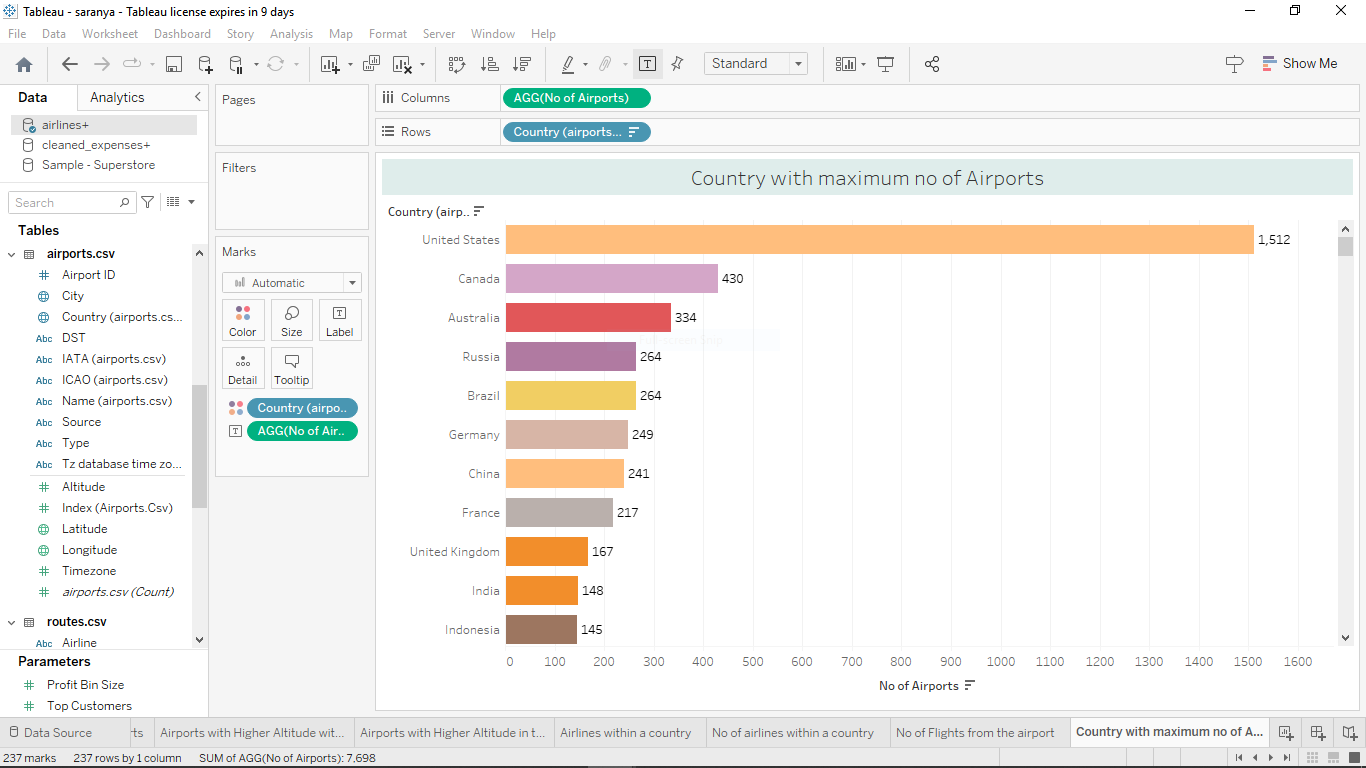 Tableau - saranya - Tableau license expires in 9 days
File Data Worksheet Dashboard Story Analysis Map Format Server Window Help
Standard
Show Me
Data Analytics
airlines+
cleaned_expenses+
Sample - Superstore
Search
Tables
airports.csv
Airport ID
City
Country (airports.cs...
DST
IATA (airports.csv)
ICAO (airports.csv)
Name (airports.csv)
Source
Type
Tz database time zo...
Altitude
Index (Airports.Csv)
Latitude
Longitude
Timezone
airports.csv (Count)
routes.csv
Abc Airline
Parameters
Profit Bin Size
Top Customers
Pages
Filters
Marks
Automatic
Color Size Label
Detail Tooltip
Country (airpo..
AGG(No of Air..
Columns AGG(No of Airports)
Rows Country (airports...
Country with maximum no of Airports
Country (airp..
United States 1,512
Canada 430
Australia 334
Russia 264
Brazil 264
Germany 249
China 241
France 217
United Kingdom 167
India 148
Indonesia 145
0 100 200 300 400 500 600 700 800 900 1000 1100 1200 1300 1400 1500 1600
No of Airports
Data Source ts Airports with Higher Altitude wit... Airports with Higher Altitude in t... Airlines within a country No of airlines within a country No of Flights from the airport Country with maximum no of A...
237 marks 237 rows by 1 column SUM of AGG(No of Airports): 7,698